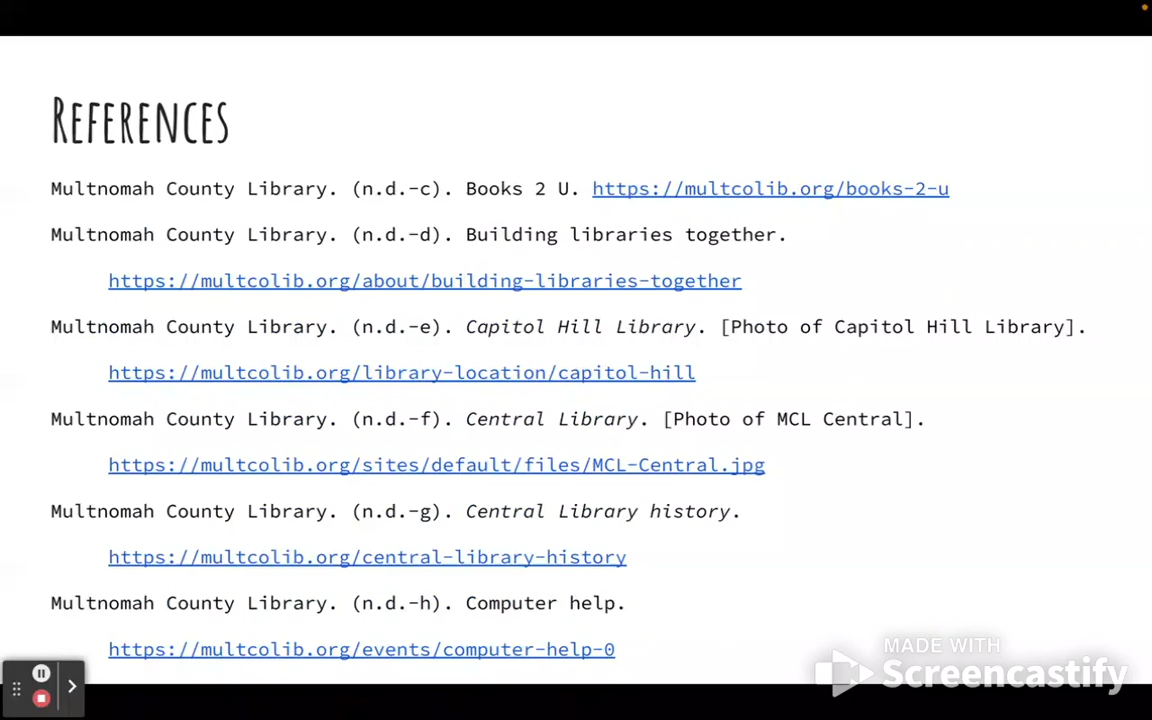 References
Multnomah County Library. (n.d.-c). Books 2 U. https://multcolib.org/books-2-u
Multnomah County Library. (n.d.-d). Building libraries together.
https://multcolib.org/about/building-libraries-together
Multnomah County Library. (n.d.-e). Capitol Hill Library. [Photo of Capitol Hill Library].
https://multcolib.org/library-location/capitol-hill
Multnomah County Library. (n.d.-f). Central Library. [Photo of MCL Central].
https://multcolib.org/sites/default/files/MCL-Central.jpg
Multnomah County Library. (n.d.-g). Central Library history.
https://multcolib.org/central-library-history
Multnomah County Library. (n.d.-h). Computer help.
https://multcolib.org/events/computer-help-0
MADE WITH
Screencastify